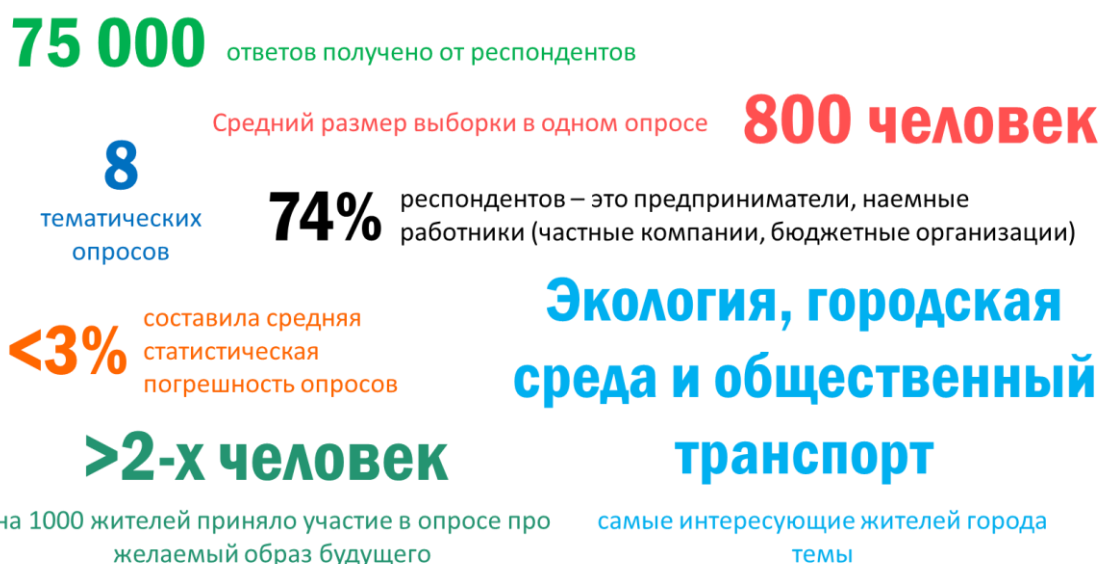 75 000 ответов получено от респондентов
Средний размер выборки в одном опросе 800 человек
8
тематических
опросов
74% респондентов – это предприниматели, наемные
работники (частные компании, бюджетные организации)
<3% составила средняя
статистическая
погрешность опросов
Экология, городская
среда и общественный
транспорт
самые интересующие жителей города
темы
>2-х человек
на 1000 жителей приняло участие в опросе про
желаемый образ будущего